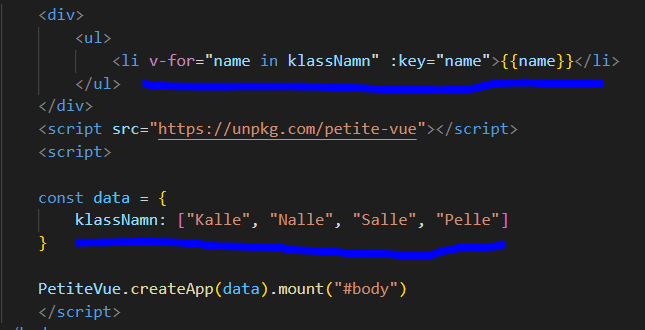 <div>
<ul>
<li v-for="name in klassNamn" :key="name">{{name}}</li>
</ul>
</div>
<script src="https://unpkg.com/petite-vue"></script>
<script>
const data = {
klassNamn: ["Kalle", "Nalle", "Salle", "Pelle"]
}
PetiteVue.createApp(data).mount("#body")
</script>